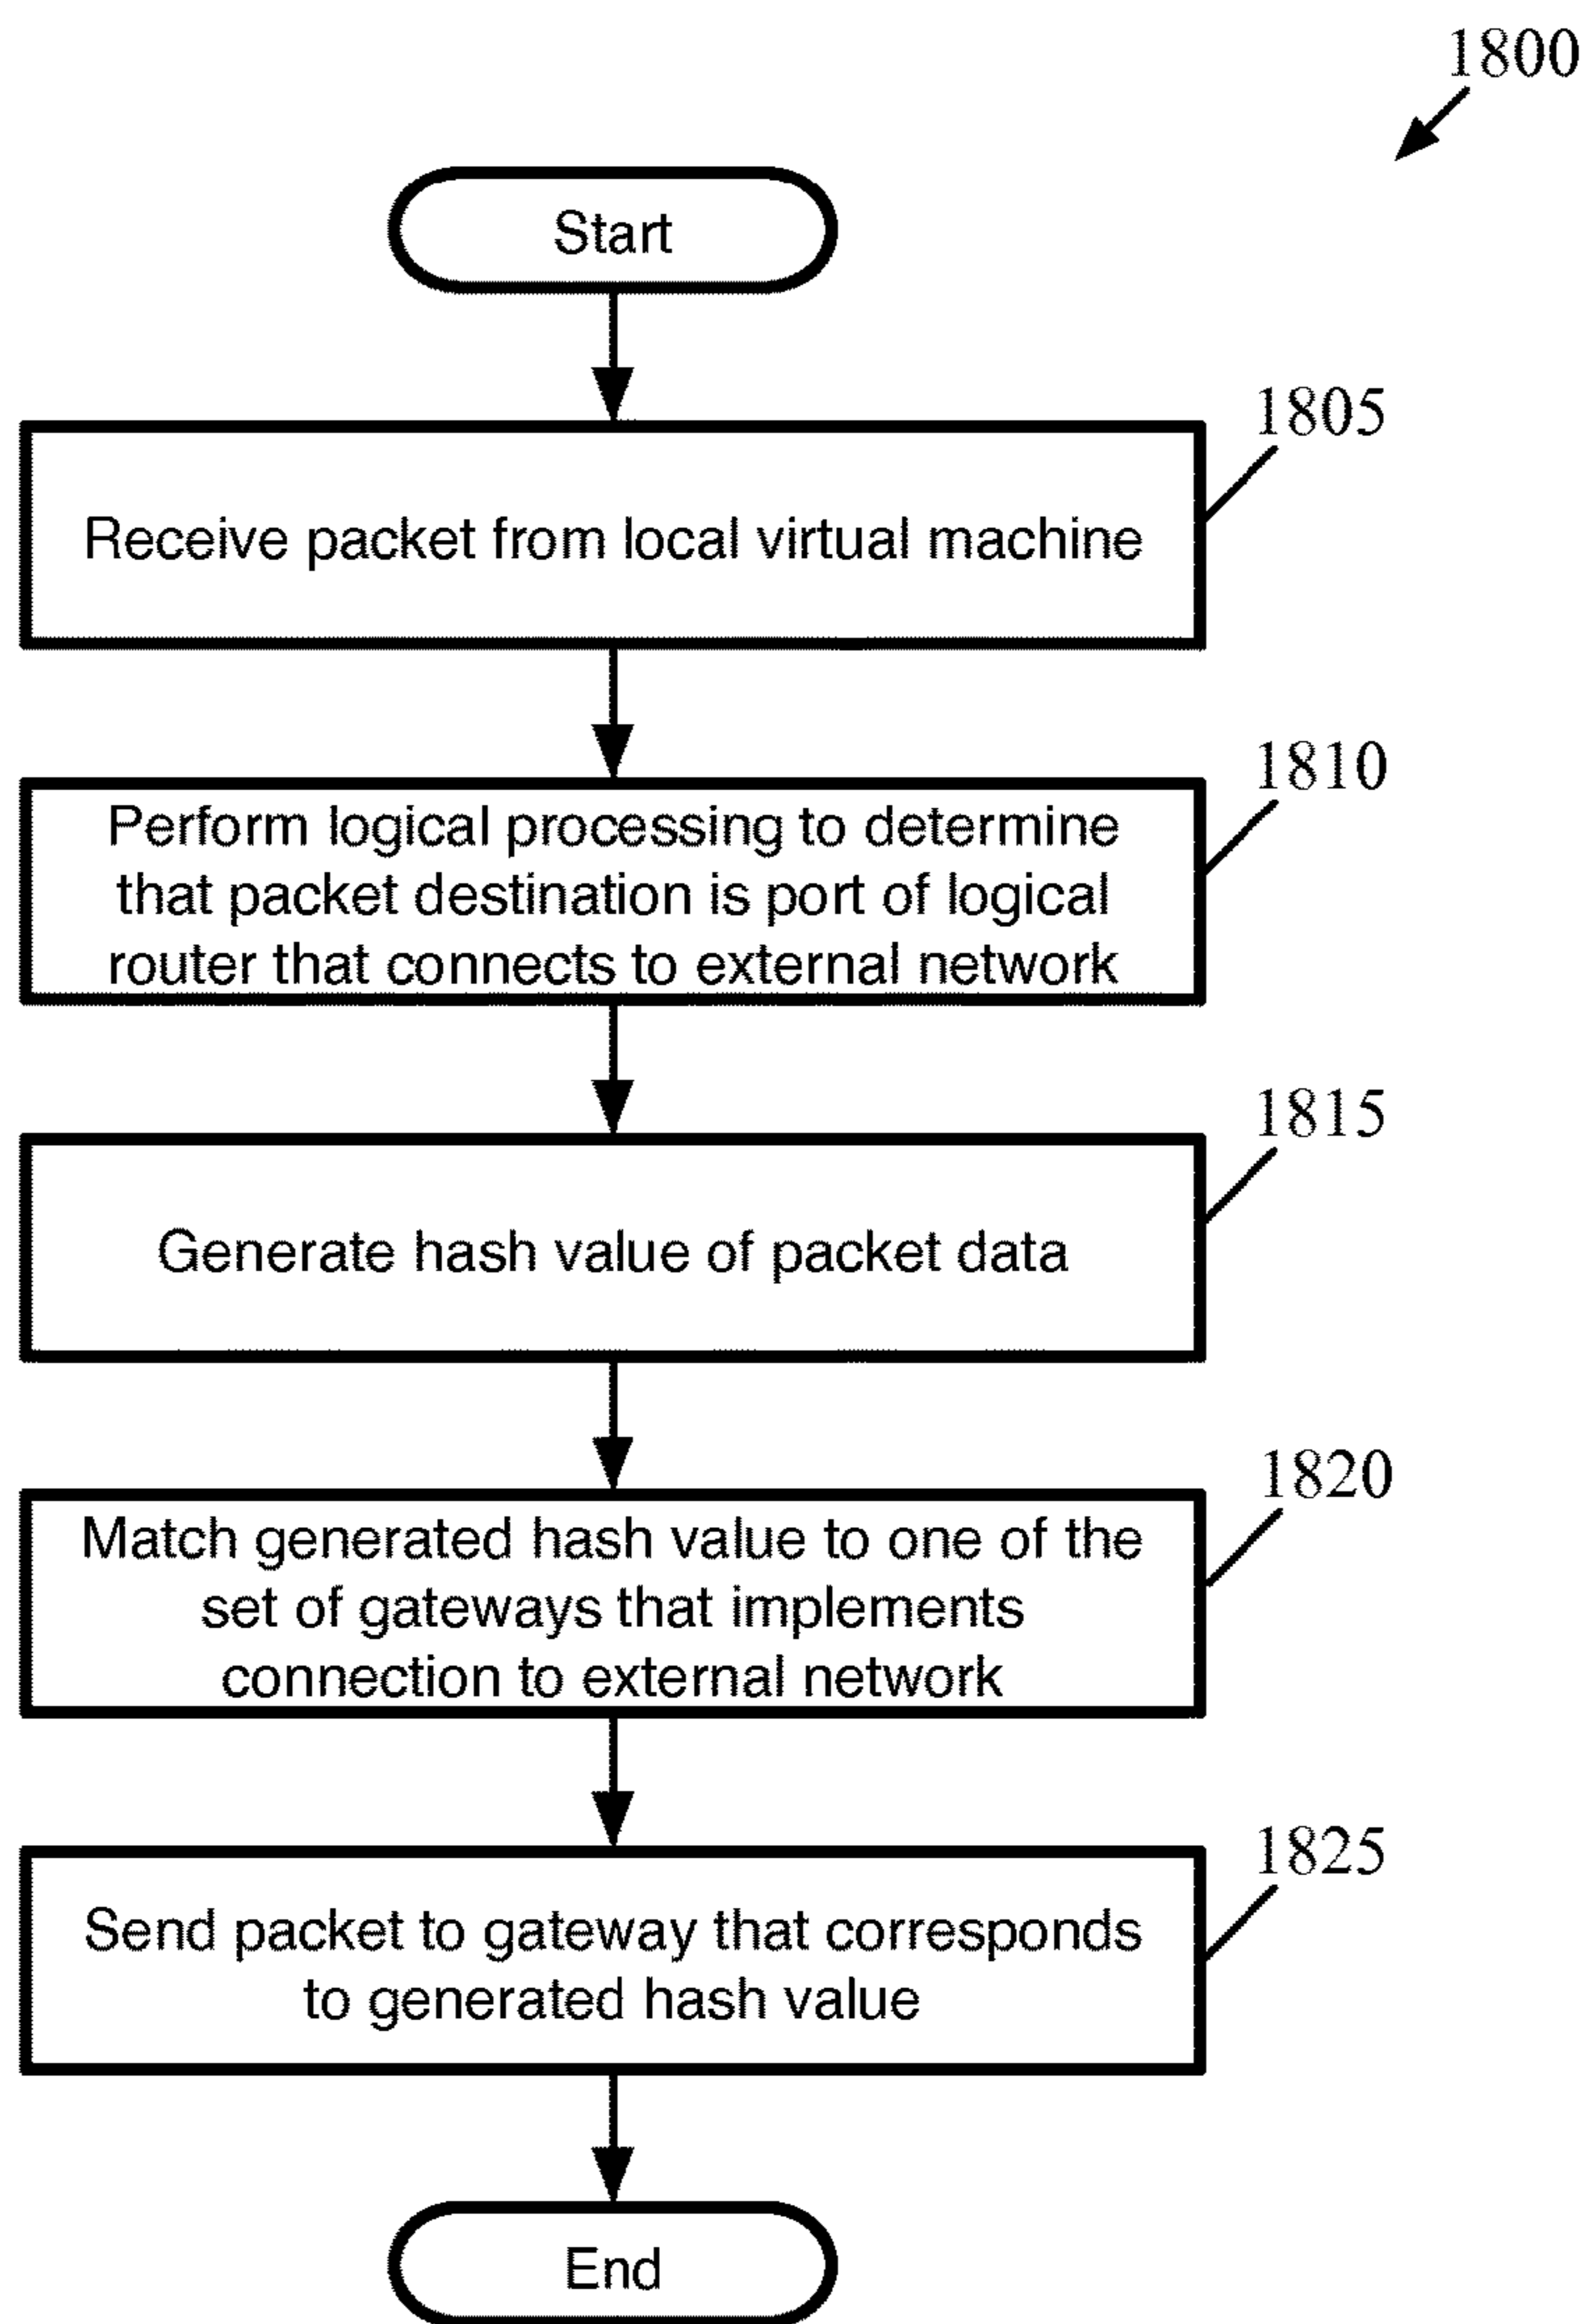 1800
Start
1805
Receive packet from local virtual machine
1810
Perform logical processing to determine
that packet destination is port of logical
router that connects to external network
1815
Generate hash value of packet data
1820
Match generated hash value to one of the
set of gateways that implements
connection to external network
1825
Send packet to gateway that corresponds
to generated hash value
End